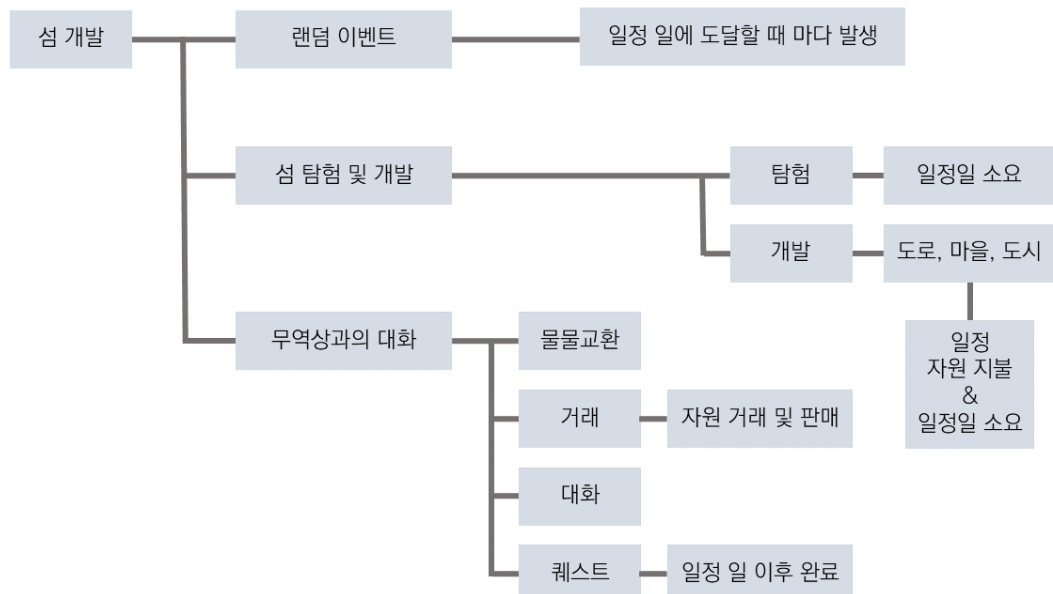 섬 개발
랜덤 이벤트
일정 일에 도달할 때 마다 발생
섬 탐험 및 개발
탐험
일정일 소요
개발
도로, 마을, 도시
일정
자원 지불
&
일정일 소요
무역상과의 대화
물물교환
거래
자원 거래 및 판매
대화
퀘스트
일정 일 이후 완료